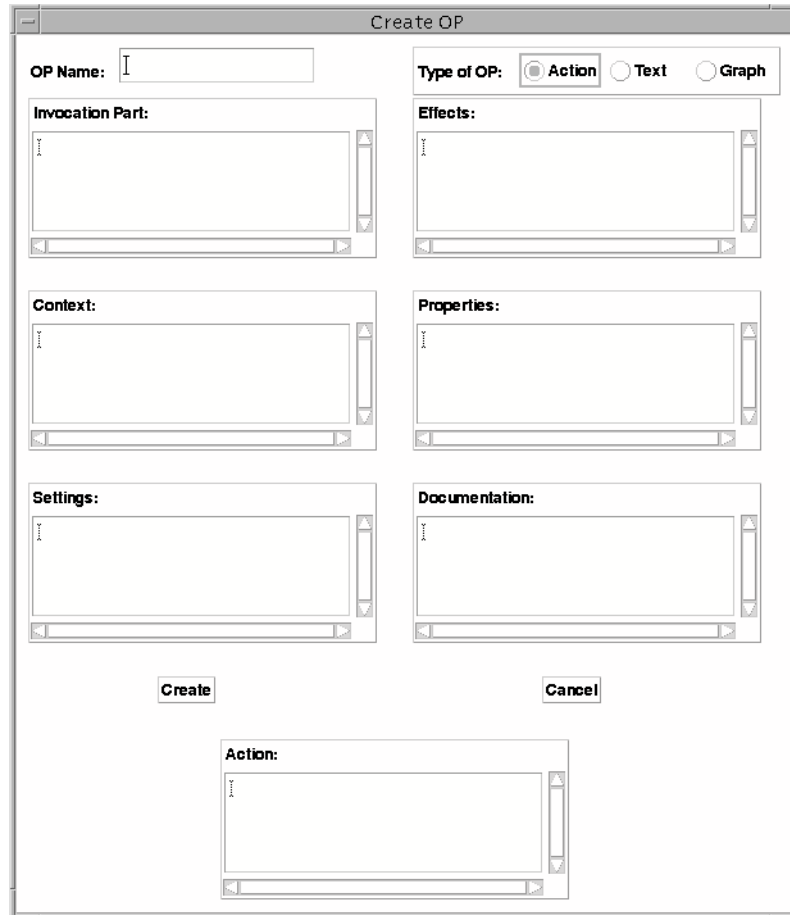 Create OP
OP Name:
Type of OP: Action Text Graph
Invocation Part:
Effects:
Context:
Properties:
Settings:
Documentation:
Create
Cancel
Action: